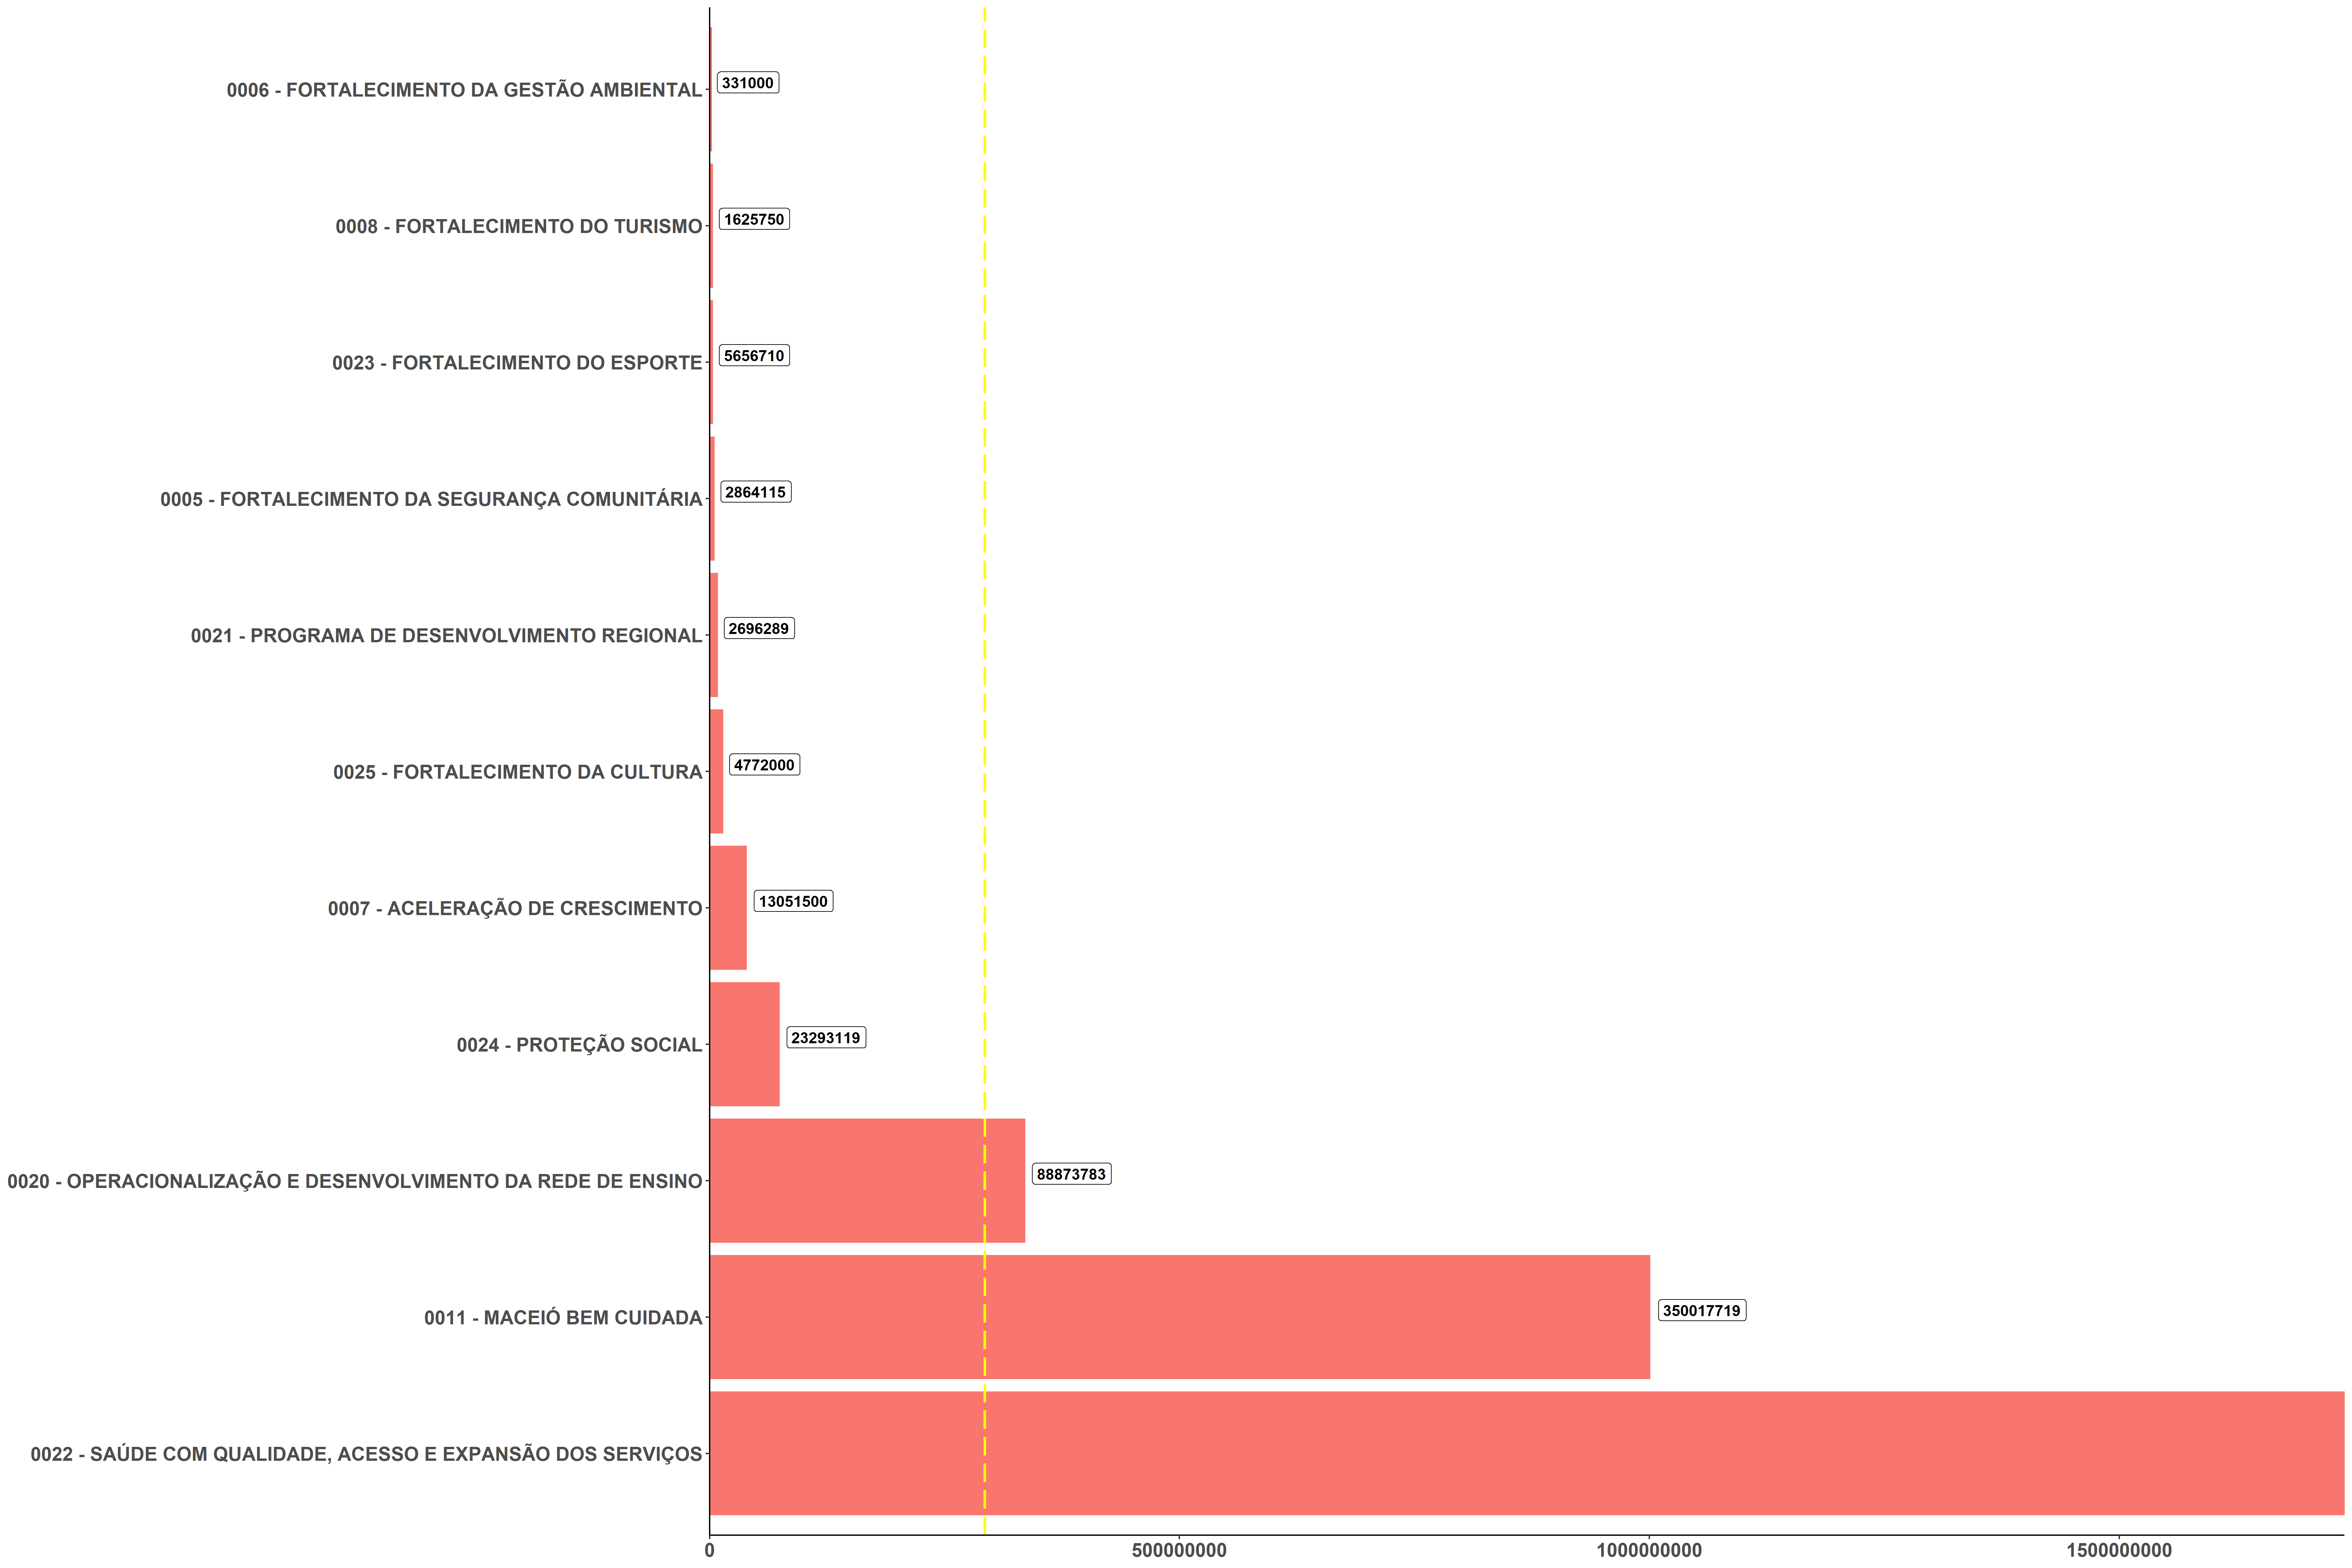 0006 - FORTALECIMENTO DA GESTÃO AMBIENTAL
331000
0008 - FORTALECIMENTO DO TURISMO
1625750
0023 - FORTALECIMENTO DO ESPORTE
5656710
0005 - FORTALECIMENTO DA SEGURANÇA COMUNITÁRIA
2864115
0021 - PROGRAMA DE DESENVOLVIMENTO REGIONAL
2696289
0025 - FORTALECIMENTO DA CULTURA
4772000
0007 - ACELERAÇÃO DE CRESCIMENTO
13051500
0024 - PROTEÇÃO SOCIAL
23293119
0020 - OPERACIONALIZAÇÃO E DESENVOLVIMENTO DA REDE DE ENSINO
88873783
0011 - MACEIÓ BEM CUIDADA
350017719
0022 - SAÚDE COM QUALIDADE, ACESSO E EXPANSÃO DOS SERVIÇOS
0
500000000
1000000000
1500000000